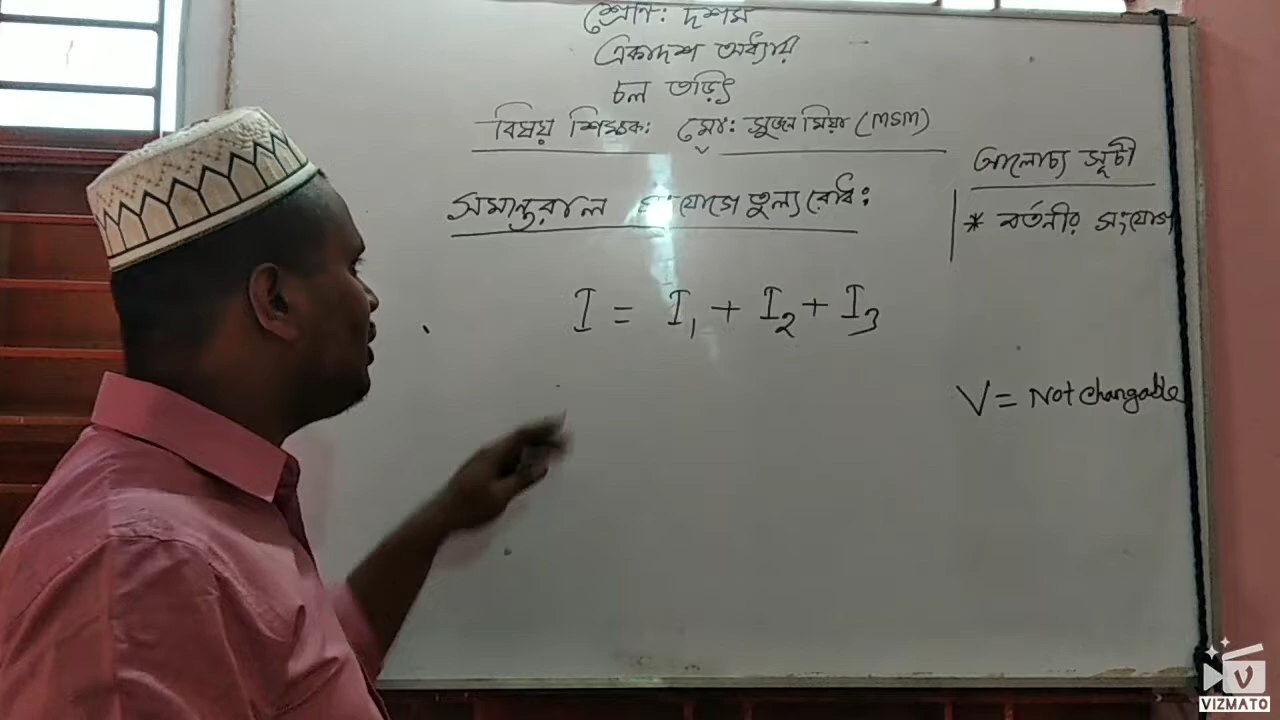 শ্রেণি: দশম
একাদশ অধ্যায়
চল তড়িৎ
বিষয় শিক্ষক: মো: সুজন মিয়া (MSM)
আলোচ্য সূচী
* বর্তনীর সংযোগ
সমান্তরাল সংযোগে তুল্যরোধ:
I = I₁ + I₂ + I₃
V = Not Changable
V
VIZMATO